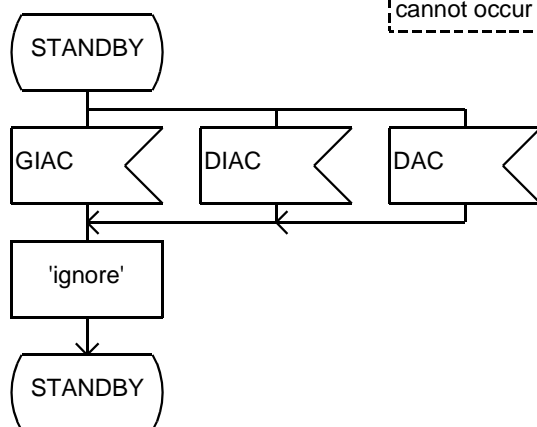 cannot occur
STANDBY
GIAC
DIAC
DAC
'ignore'
STANDBY